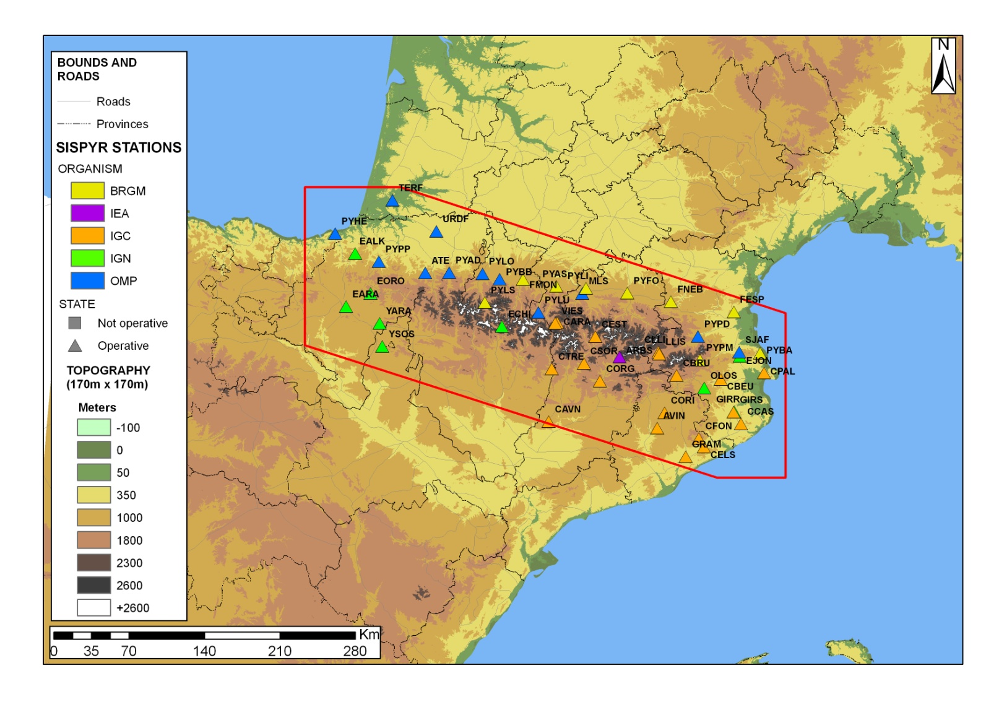 N
BOUNDS AND
ROADS
Roads
Provinces
SISPYR STATIONS
ORGANISM
BRGM
IEA
IGC
IGN
OMP
STATE
Not operative
Operative
TOPOGRAPHY
(170m x 170m)
Meters
-100
0
50
350
1000
1800
2300
2600
+2600
Km
0 35 70 140 210 280
TERF
PYHE
URDF
EALK
PYPP
ATE
PYAD
PYLO
EORO
PYBB
PYAS
PYLI
MLS
PYFO
FMON
EARA
PYLS
FNEB
PYLU
FESP
YARA
ECHI
VIES
CARA
CEST
PYPD
YSOS
CLLI
LLIS
SJAF
CTRE
CSOR
ARBS
PYPM
PYBA
CBRU
EJON
CORG
CPAL
OLOS
CBEU
CORI
GIRR
GIRS
CAVN
AVIN
CCAS
CFON
GRAM
CELS